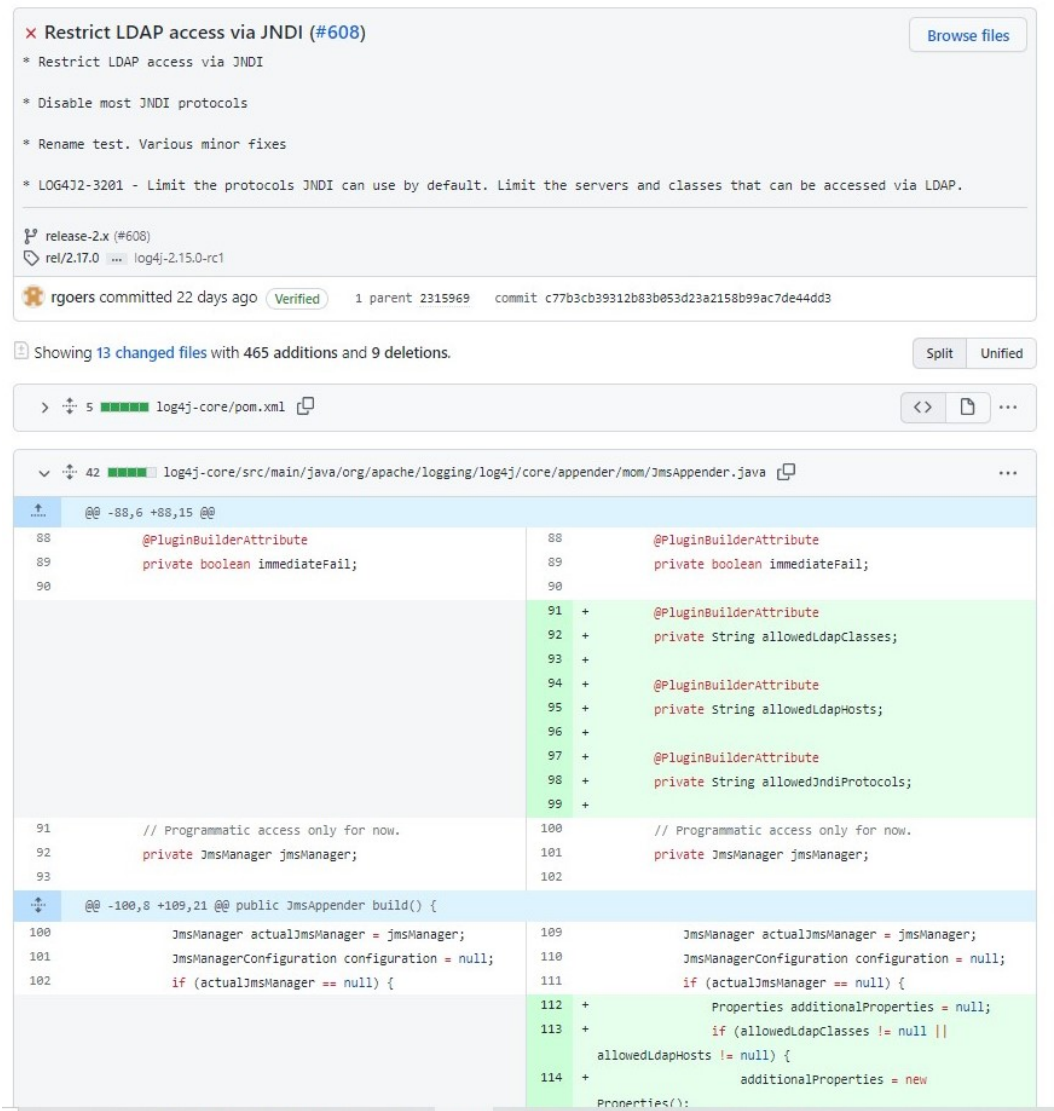 × Restrict LDAP access via JNDI (#608)
Browse files
* Restrict LDAP access via JNDI
* Disable most JNDI protocols
* Rename test. Various minor fixes
* LOG4J2-3201 - Limit the protocols JNDI can use by default. Limit the servers and classes that can be accessed via LDAP.
release-2.x (#608)
rel/2.17.0 ... log4j-2.15.0-rc1
rgoers committed 22 days ago Verified 1 parent 2315969 commit c77b3cb39312b83b053d23a2158b99ac7de44dd3
Showing 13 changed files with 465 additions and 9 deletions.
Split Unified
5 log4j-core/pom.xml <> ...
42 log4j-core/src/main/java/org/apache/logging/log4j/core/appender/mom/JmsAppender.java ...
@@ -88,6 +88,15 @@
88 @PluginBuilderAttribute 88 @PluginBuilderAttribute
89 private boolean immediateFail; 89 private boolean immediateFail;
90 90
91 + @PluginBuilderAttribute
92 + private String allowedLdapClasses;
93 +
94 + @PluginBuilderAttribute
95 + private String allowedLdapHosts;
96 +
97 + @PluginBuilderAttribute
98 + private String allowedJndiProtocols;
99 +
91 // Programmatic access only for now. 100 // Programmatic access only for now.
92 private JmsManager jmsManager; 101 private JmsManager jmsManager;
93 102
@@ -100,8 +109,21 @@ public JmsAppender build() {
100 JmsManager actualJmsManager = jmsManager; 109 JmsManager actualJmsManager = jmsManager;
101 JmsManagerConfiguration configuration = null; 110 JmsManagerConfiguration configuration = null;
102 if (actualJmsManager == null) { 111 if (actualJmsManager == null) {
112 + Properties additionalProperties = null;
113 + if (allowedLdapClasses != null ||
allowedLdapHosts != null) {
114 + additionalProperties = new
Properties();